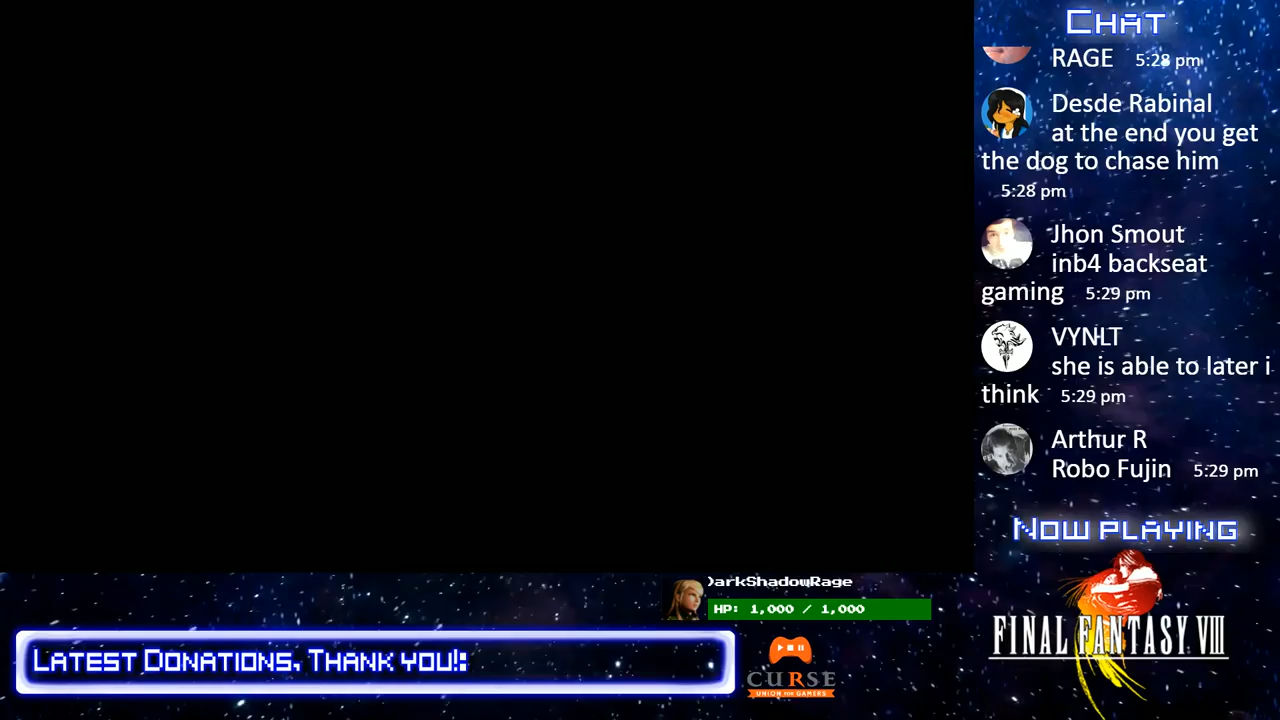 CHAT
RAGE 5:28 pm
Desde Rabinal
at the end you get
the dog to chase him
5:28 pm
Jhon Smout
inb4 backseat
gaming 5:29 pm
VYNLT
she is able to later i
think 5:29 pm
Arthur R
Robo Fujin 5:29 pm
NOW PLAYING
FINAL FANTASY VIII
DarkShadowRage
HP: 1,000 / 1,000
LATEST DONATIONS, THANK YOU!:
CURSE
UNION FOR GAMERS